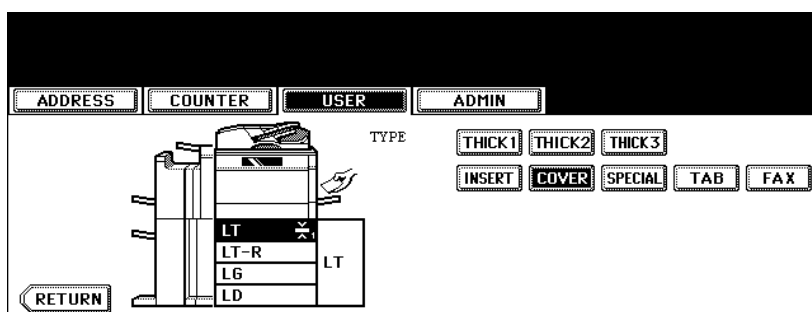 ADDRESS COUNTER USER ADMIN
TYPE
THICK1 THICK2 THICK3
INSERT COVER SPECIAL TAB FAX
LT 1
LT-R
LT
LG
LD
RETURN